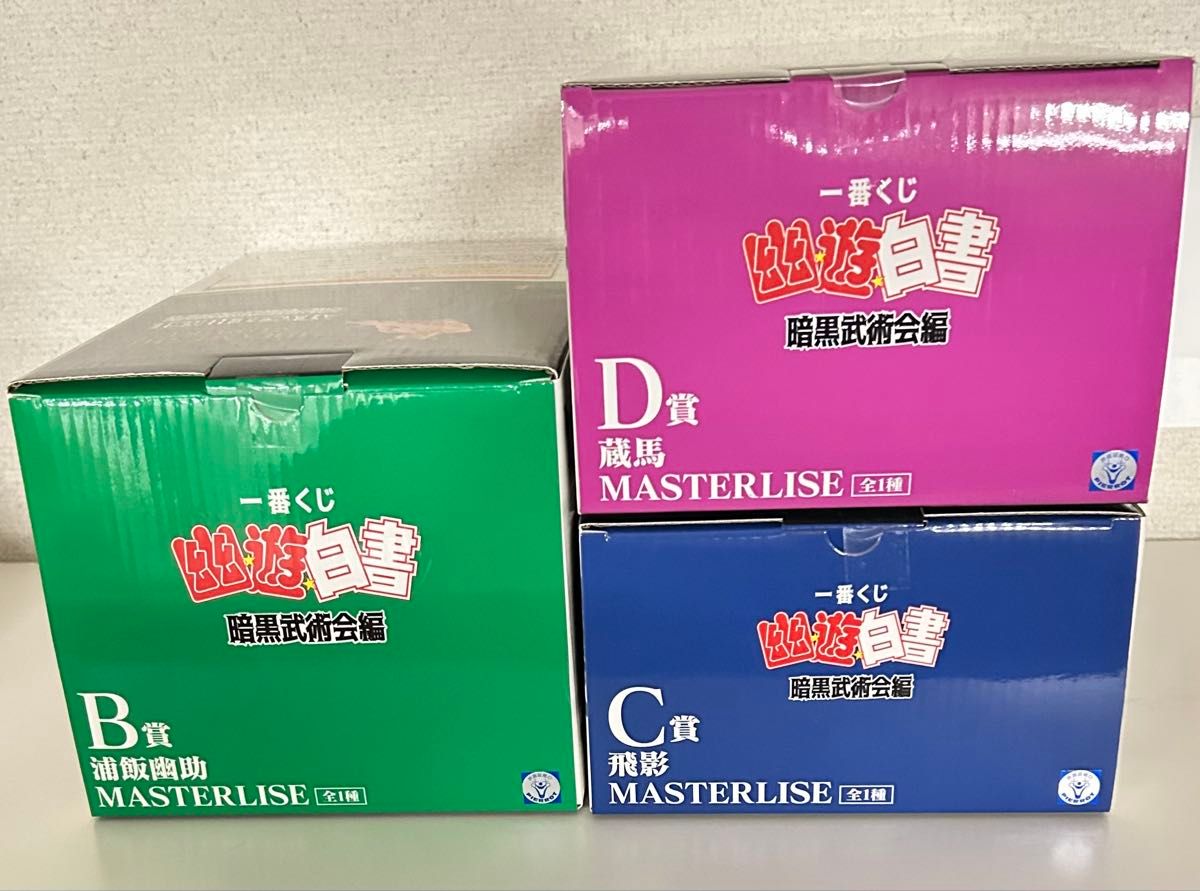 一番くじ
幽☆遊☆白書
暗黒武術会編
B賞
浦飯幽助
MASTERLISE 全1種
PIERROT
一番くじ
幽☆遊☆白書
暗黒武術会編
D賞
蔵馬
MASTERLISE 全1種
PIERROT
一番くじ
幽☆遊☆白書
暗黒武術会編
C賞
飛影
MASTERLISE 全1種
PIERROT